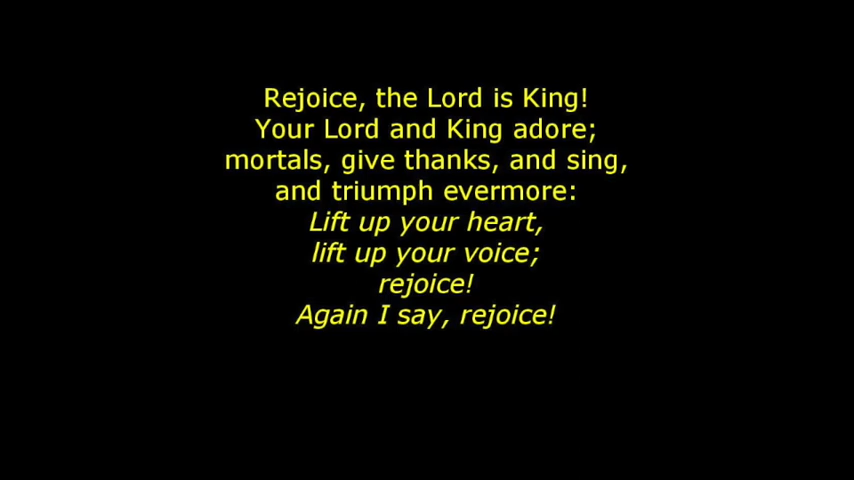 Rejoice, the Lord is King!
Your Lord and King adore;
mortals, give thanks, and sing,
and triumph evermore:
Lift up your heart,
lift up your voice;
rejoice!
Again I say, rejoice!